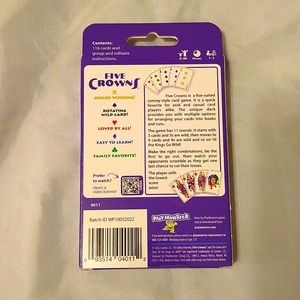 Contents:
116 cards and
group and solitaire
instructions.
FIVE
CROWNS
AWARD WINNING!
ROTATING
WILD CARD!
LOVED BY ALL!
EASY TO LEARN!
FAMILY FAVORITE!
Prefer
to watch?
Here's a
video tutorial!
4011
Five Crowns is a five-suited
rummy-style card game. It is a
quick favorite for avid and casual card
players alike. The unique deck
provides you with multiple options
for arranging your cards into books
and runs.
The game has 11 rounds. It starts with
3 cards and 3s are wild, then moves to
4 cards and 4s are wild and so on 'til
the Kings Go Wild!
Make the right combinations, be the
first to go out, then watch your
opponents scramble as they get one
last chance to cut their losses.
The player with
the lowest
score
wins!
Batch ID WF10052022
PlayMonster
playmonster.com